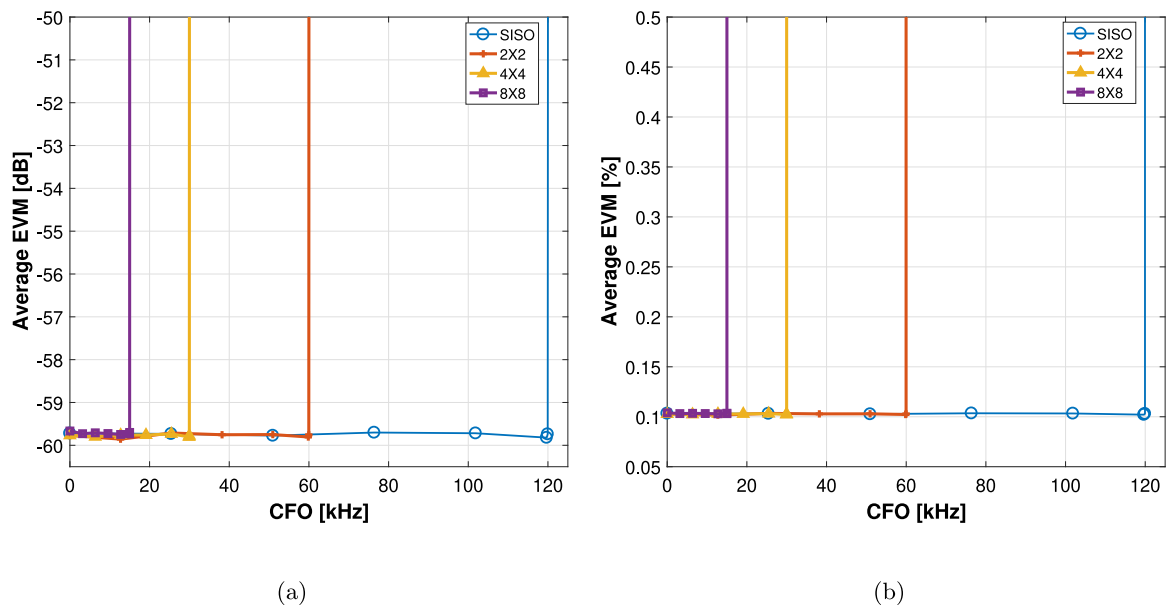 -50
-51
-52
-53
-54
-55
-56
-57
-58
-59
-60
Average EVM [dB]
0 20 40 60 80 100 120
CFO [kHz]
SISO
2X2
4X4
8X8
(a)
0.5
0.45
0.4
0.35
0.3
0.25
0.2
0.15
0.1
0.05
Average EVM [%]
0 20 40 60 80 100 120
CFO [kHz]
SISO
2X2
4X4
8X8
(b)